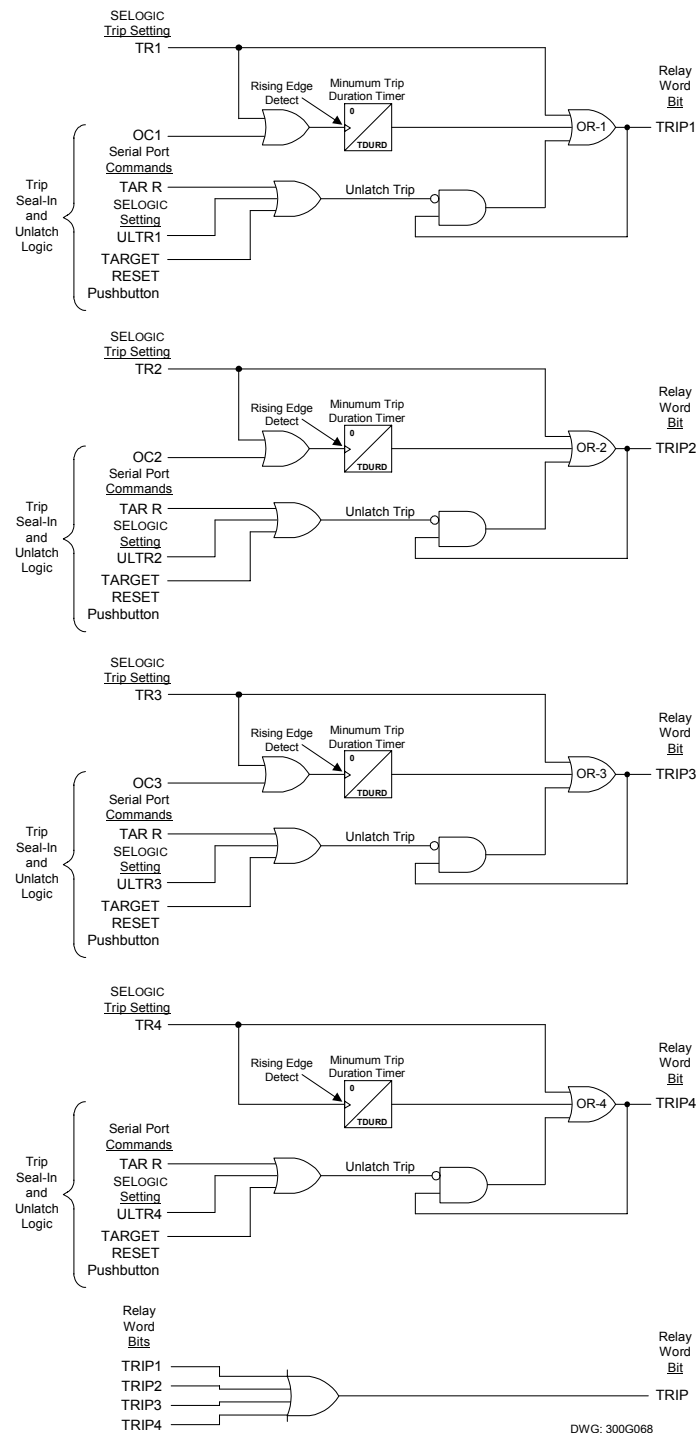 SELOGIC
Trip Setting
TR1
Rising Edge
Detect
Minumum Trip
Duration Timer
0
TDURD
OR-1
Relay
Word
Bit
TRIP1
OC1
Serial Port
Commands
TAR R
SELOGIC
Setting
ULTR1
TARGET
RESET
Pushbutton
Trip
Seal-In
and
Unlatch
Logic
Unlatch Trip
SELOGIC
Trip Setting
TR2
Rising Edge
Detect
Minumum Trip
Duration Timer
0
TDURD
OR-2
Relay
Word
Bit
TRIP2
OC2
Serial Port
Commands
TAR R
SELOGIC
Setting
ULTR2
TARGET
RESET
Pushbutton
Trip
Seal-In
and
Unlatch
Logic
Unlatch Trip
SELOGIC
Trip Setting
TR3
Rising Edge
Detect
Minumum Trip
Duration Timer
0
TDURD
OR-3
Relay
Word
Bit
TRIP3
OC3
Serial Port
Commands
TAR R
SELOGIC
Setting
ULTR3
TARGET
RESET
Pushbutton
Trip
Seal-In
and
Unlatch
Logic
Unlatch Trip
SELOGIC
Trip Setting
TR4
Rising Edge
Detect
Minumum Trip
Duration Timer
0
TDURD
OR-4
Relay
Word
Bit
TRIP4
Serial Port
Commands
TAR R
SELOGIC
Setting
ULTR4
TARGET
RESET
Pushbutton
Trip
Seal-In
and
Unlatch
Logic
Unlatch Trip
Relay
Word
Bits
TRIP1
TRIP2
TRIP3
TRIP4
Relay
Word
Bit
TRIP
DWG: 300G068